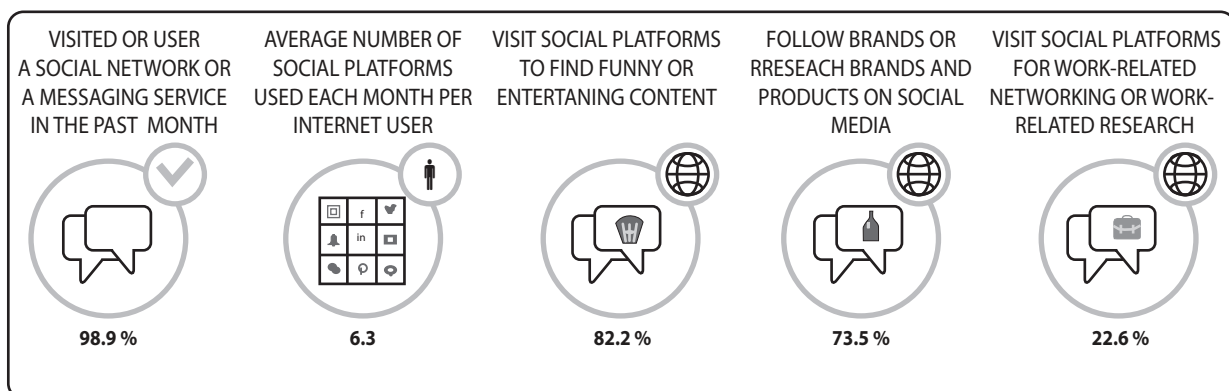 VISITED OR USER
A SOCIAL NETWORK OR
A MESSAGING SERVICE
IN THE PAST MONTH
98.9 %
AVERAGE NUMBER OF
SOCIAL PLATFORMS
USED EACH MONTH PER
INTERNET USER
f
in
6.3
VISIT SOCIAL PLATFORMS
TO FIND FUNNY OR
ENTERTANING CONTENT
82.2 %
FOLLOW BRANDS OR
RRESEACH BRANDS AND
PRODUCTS ON SOCIAL
MEDIA
73.5 %
VISIT SOCIAL PLATFORMS
FOR WORK-RELATED
NETWORKING OR WORK-
RELATED RESEARCH
22.6 %